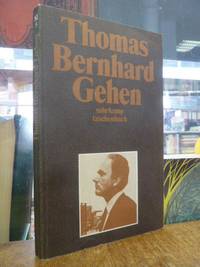 Thomas
Bernhard
Gehen
suhrkamp
taschenbuch